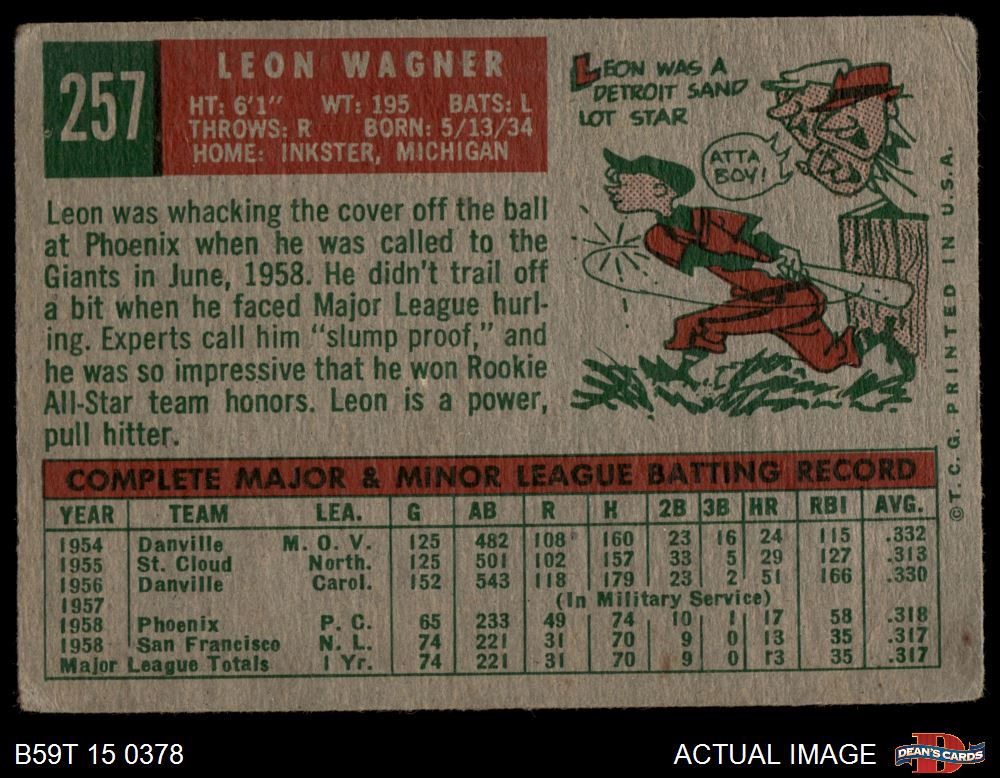 257
LEON WAGNER
HT: 6'1" WT: 195 BATS: L
THROWS: R BORN: 5/13/34
HOME: INKSTER, MICHIGAN
LEON WAS A
DETROIT SAND
LOT STAR
ATTA
BOY!
Leon was whacking the cover off the ball
at Phoenix when he was called to the
Giants in June, 1958. He didn't trail off
a bit when he faced Major League hurl-
ing. Experts call him "slump proof," and
he was so impressive that he won Rookie
All-Star team honors. Leon is a power,
pull hitter.
COMPLETE MAJOR & MINOR LEAGUE BATTING RECORD
YEAR TEAM LEA. G AB R H 2B 3B HR RBI AVG.
1954 Danville M. O. V. 125 482 108 160 23 16 24 115 .332
1955 St. Cloud North. 125 501 102 157 33 5 29 127 .313
1956 Danville Carol. 152 543 118 179 23 2 51 166 .330
1957 (In Military Service)
1958 Phoenix P. C. 65 233 49 74 10 1 17 58 .318
1958 San Francisco N. L. 74 221 31 70 9 0 13 35 .317
Major League Totals 1 Yr. 74 221 31 70 9 0 13 35 .317
©T. C. G. PRINTED IN U.S.A.
B59T 15 0378
ACTUAL IMAGE
D
DEAN'S CARDS